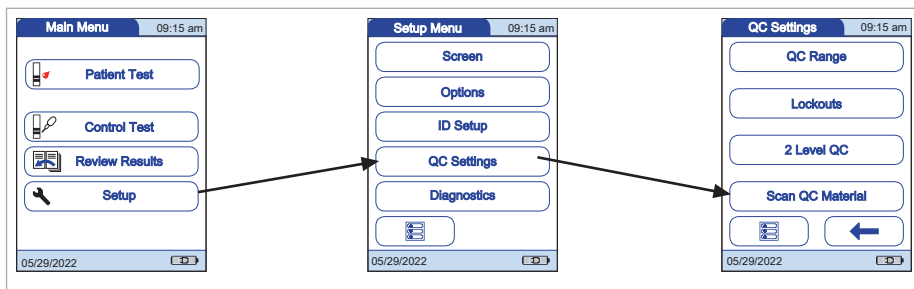 Main Menu 09:15 am
Patient Test
Control Test
Review Results
Setup
05/29/2022
Setup Menu 09:15 am
Screen
Options
ID Setup
QC Settings
Diagnostics
05/29/2022
QC Settings 09:15 am
QC Range
Lockouts
2 Level QC
Scan QC Material
05/29/2022